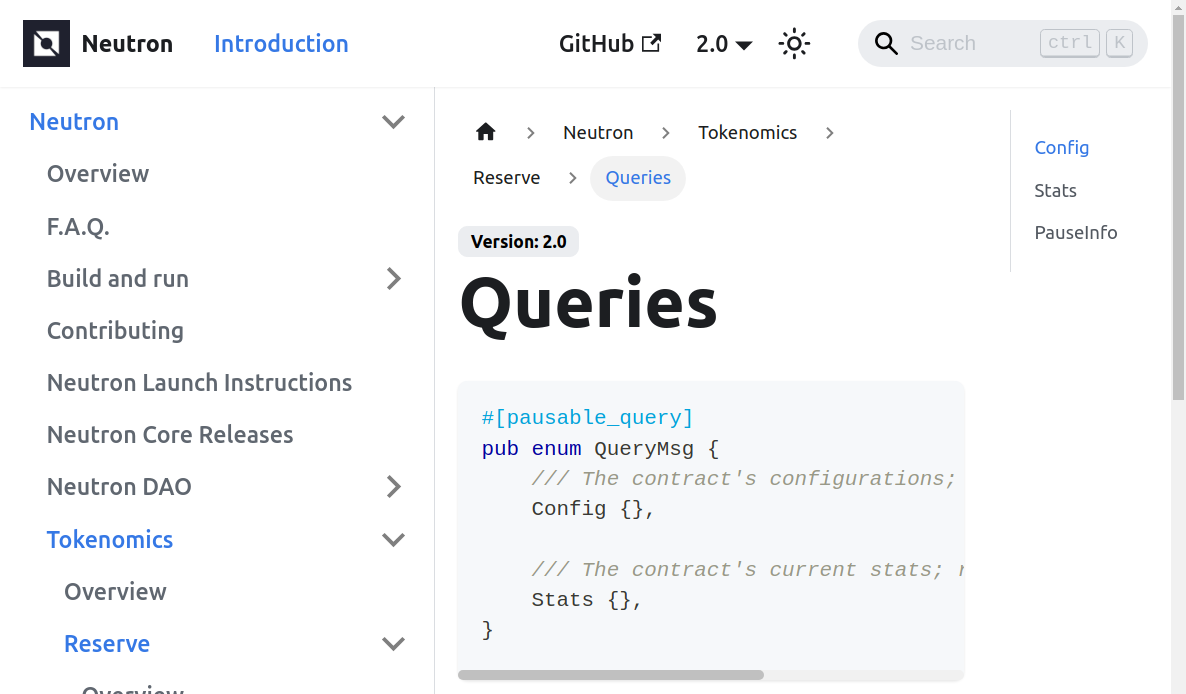 Neutron
Introduction
GitHub
2.0
Search
ctrl K
Neutron
Overview
F.A.Q.
Build and run
Contributing
Neutron Launch Instructions
Neutron Core Releases
Neutron DAO
Tokenomics
Overview
Reserve
Overview
Neutron
Tokenomics
Reserve
Queries
Version: 2.0
Queries
#[pausable_query]
pub enum QueryMsg {
    /// The contract's configurations;
    Config {},
    /// The contract's current stats; r
    Stats {},
}
Config
Stats
PauseInfo